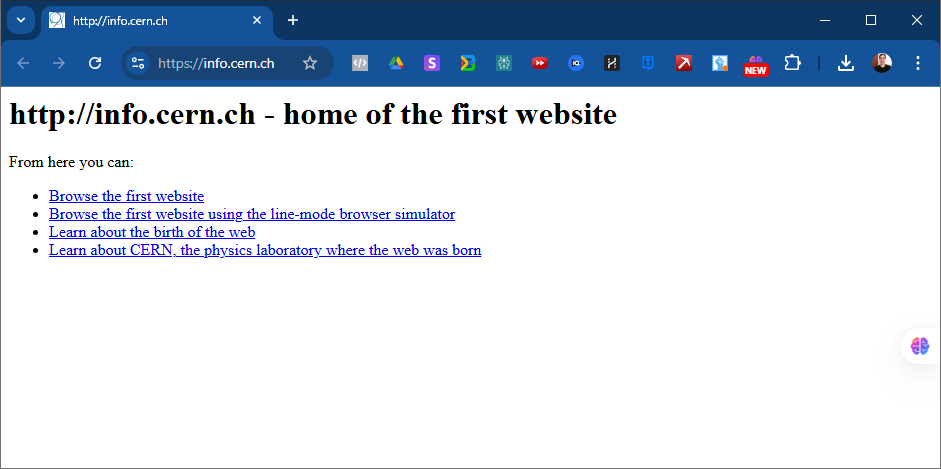 http://info.cern.ch
https://info.cern.ch
NEW
http://info.cern.ch - home of the first website
From here you can:
Browse the first website
Browse the first website using the line-mode browser simulator
Learn about the birth of the web
Learn about CERN, the physics laboratory where the web was born